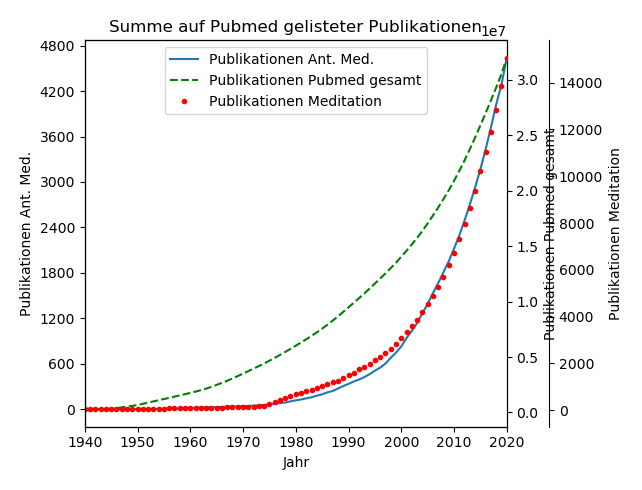 Summe auf Pubmed gelisteter Publikationen
1e7
Publikationen Ant. Med.
Publikationen Pubmed gesamt
Publikationen Meditation
4800
4200
3600
3000
2400
1800
1200
600
0
Publikationen Ant. Med.
3.0
2.5
2.0
1.5
1.0
0.5
0.0
Publikationen Pubmed gesamt
14000
12000
10000
8000
6000
4000
2000
0
Publikationen Meditation
1940 1950 1960 1970 1980 1990 2000 2010 2020
Jahr